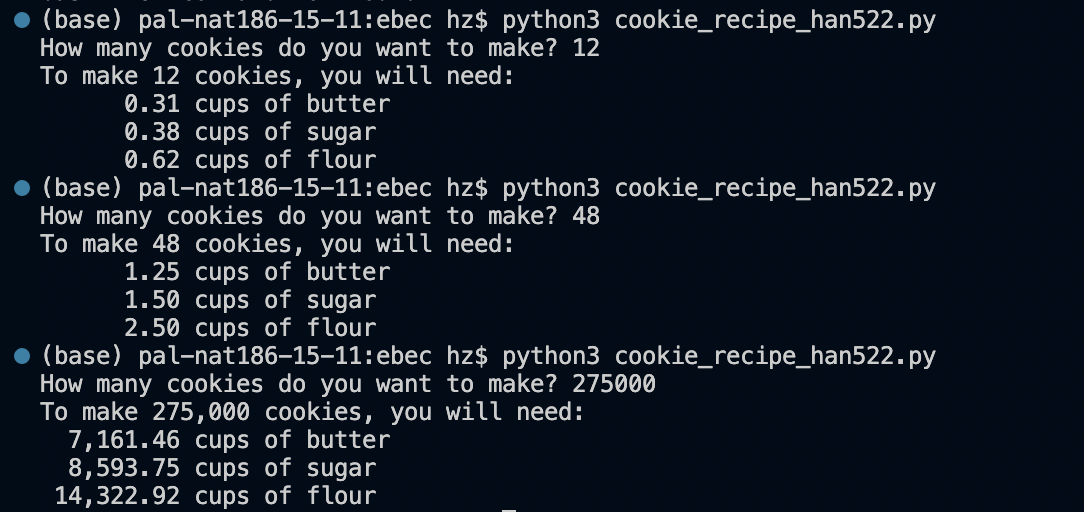 (base) pal-nat186-15-11:ebec hz$ python3 cookie_recipe_han522.py
How many cookies do you want to make? 12
To make 12 cookies, you will need:
      0.31 cups of butter
      0.38 cups of sugar
      0.62 cups of flour
(base) pal-nat186-15-11:ebec hz$ python3 cookie_recipe_han522.py
How many cookies do you want to make? 48
To make 48 cookies, you will need:
      1.25 cups of butter
      1.50 cups of sugar
      2.50 cups of flour
(base) pal-nat186-15-11:ebec hz$ python3 cookie_recipe_han522.py
How many cookies do you want to make? 275000
To make 275,000 cookies, you will need:
  7,161.46 cups of butter
  8,593.75 cups of sugar
 14,322.92 cups of flour